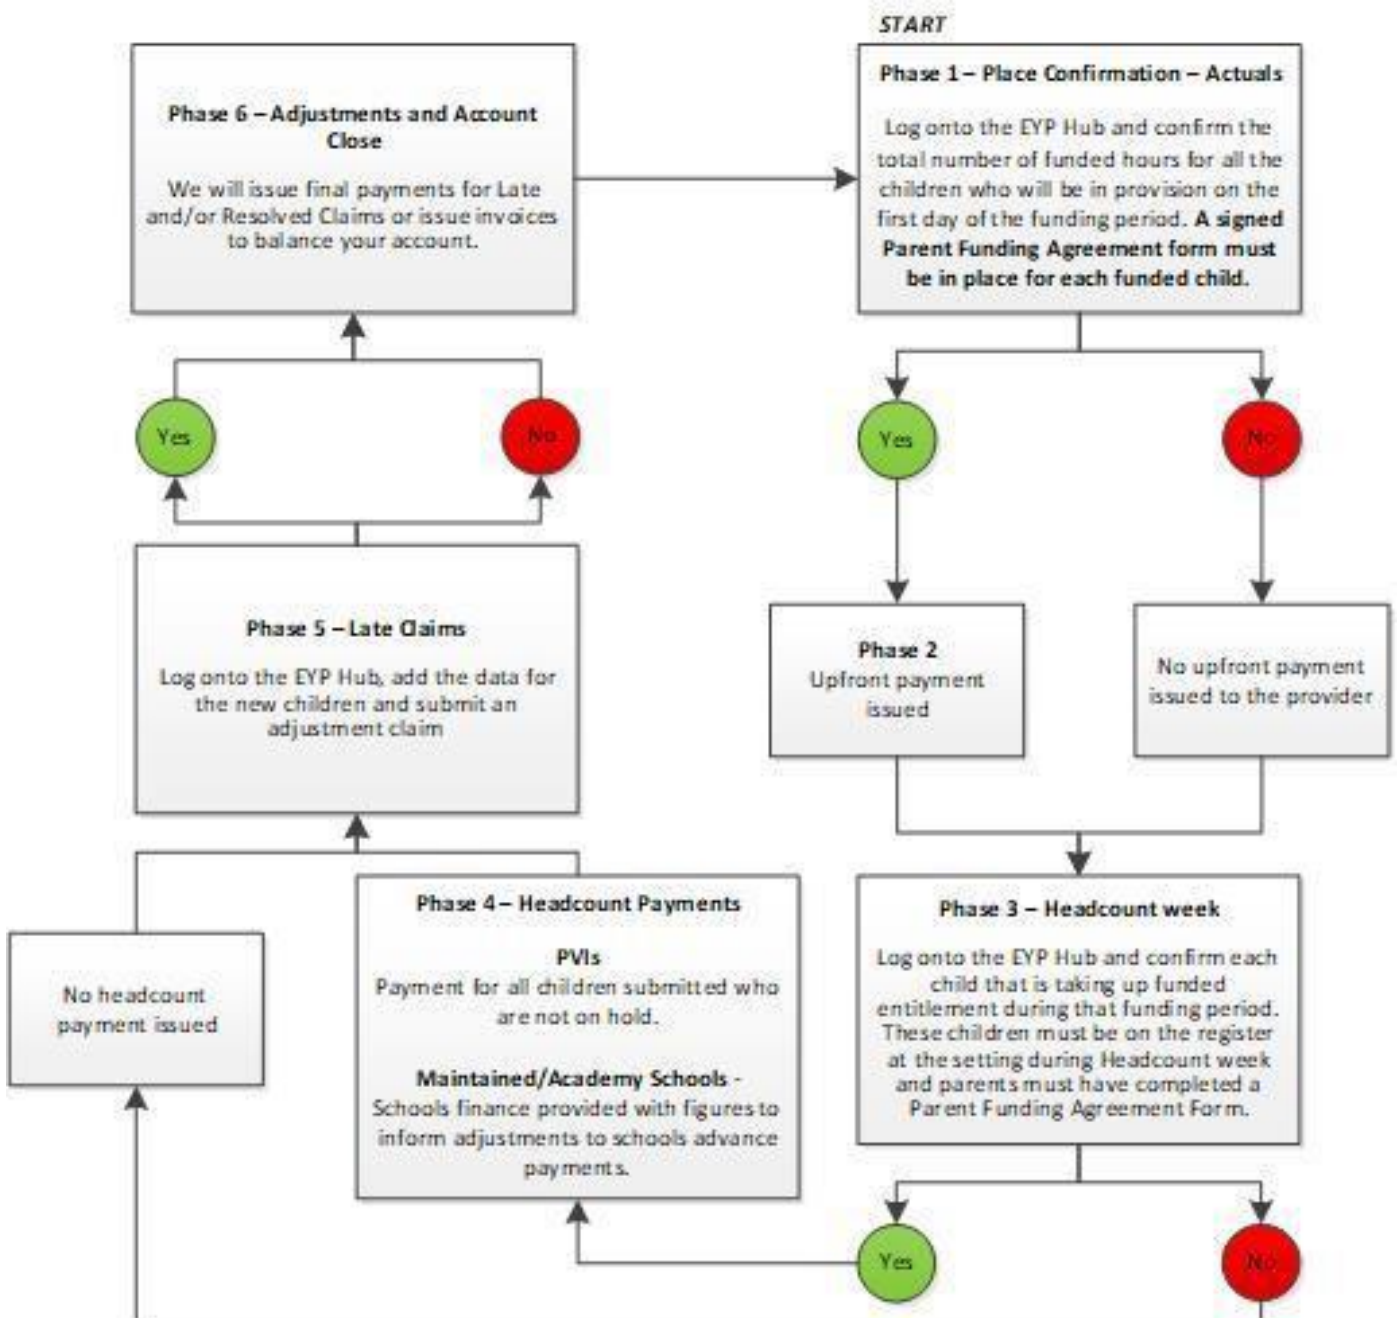 START
Phase 1 – Place Confirmation – Actuals
Log onto the EYP Hub and confirm the
total number of funded hours for all the
children who will be in provision on the
first day of the funding period. A signed
Parent Funding Agreement form must
be in place for each funded child.
Yes
No
Phase 2
Upfront payment
issued
No upfront payment
issued to the provider
Phase 3 – Headcount week
Log onto the EYP Hub and confirm each
child that is taking up funded
entitlement during that funding period.
These children must be on the register
at the setting during Headcount week
and parents must have completed a
Parent Funding Agreement Form.
Yes
No
Phase 4 – Headcount Payments
PVIs
Payment for all children submitted who
are not on hold.
Maintained/Academy Schools -
Schools finance provided with figures to
inform adjustments to schools advance
payments.
No headcount
payment issued
Phase 5 – Late Claims
Log onto the EYP Hub, add the data for
the new children and submit an
adjustment claim
Yes
No
Phase 6 – Adjustments and Account
Close
We will issue final payments for Late
and/or Resolved Claims or issue invoices
to balance your account.